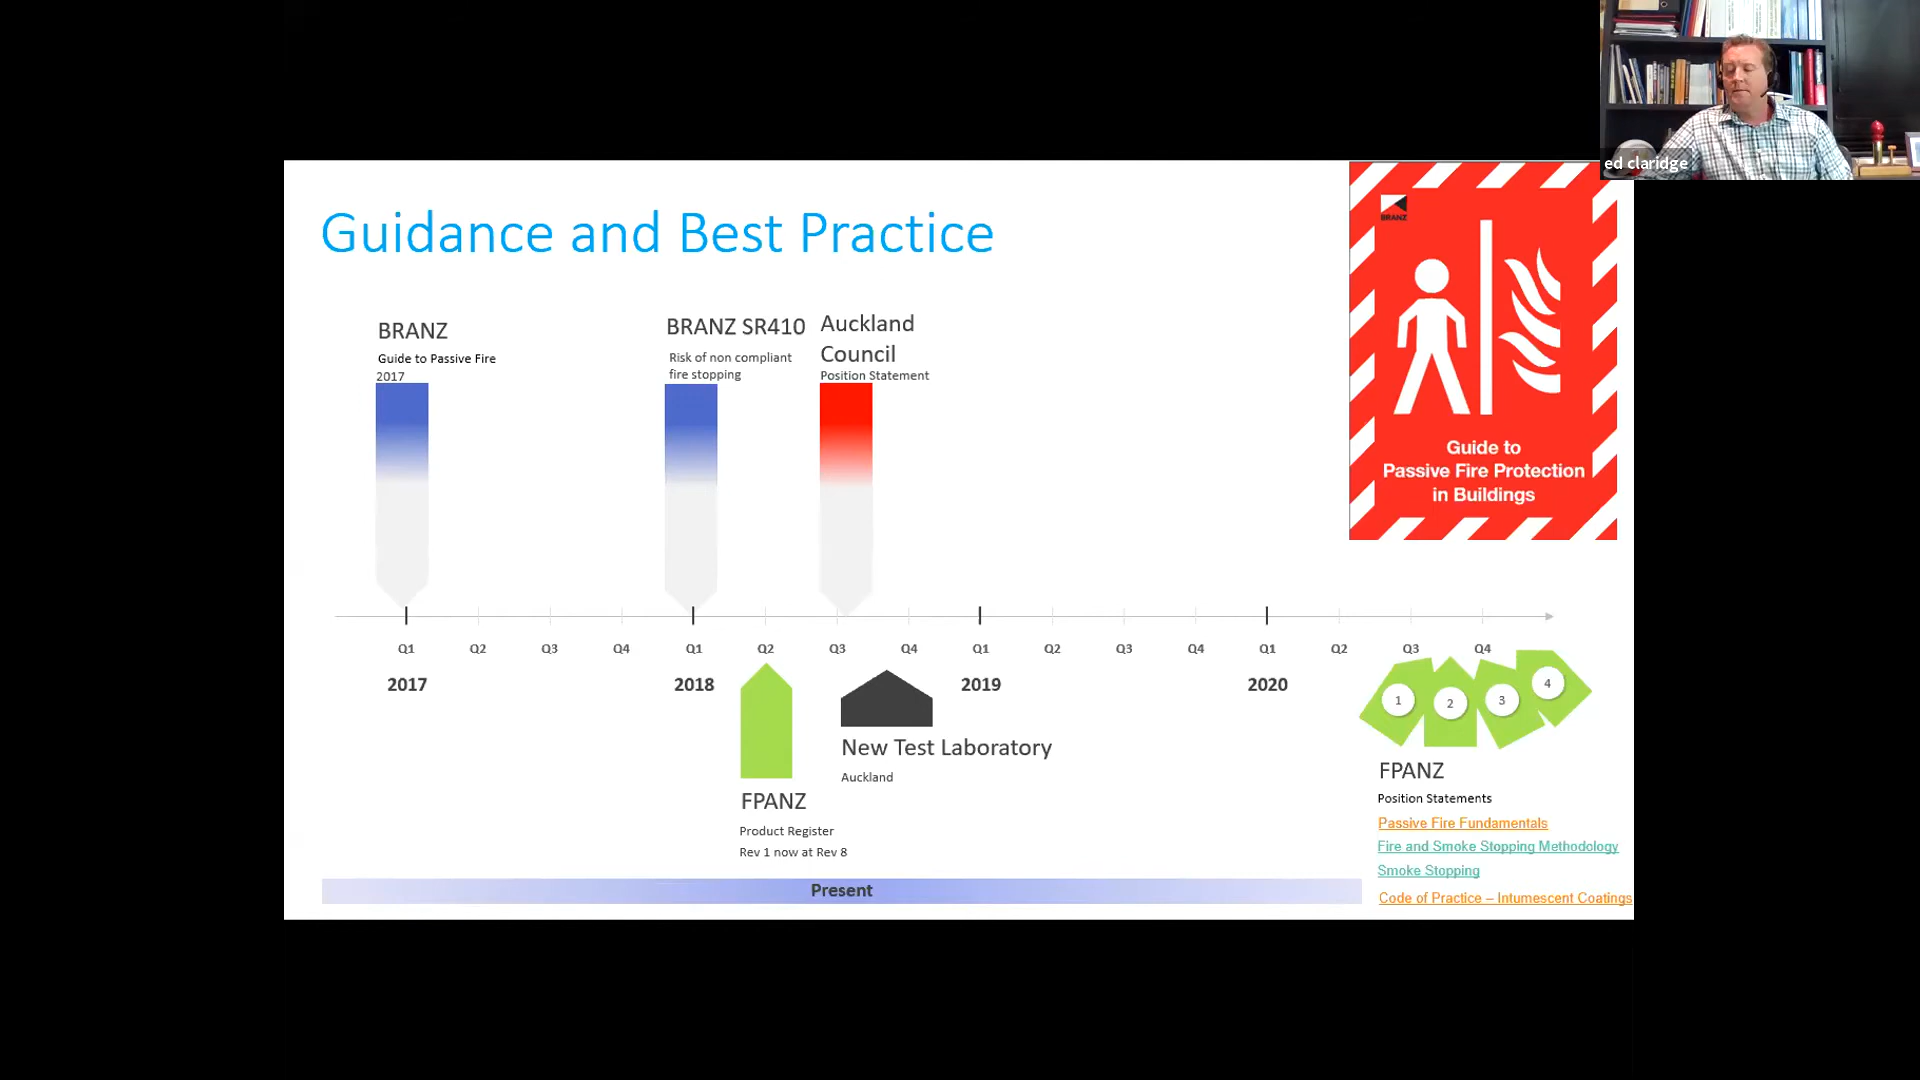 ed claridge
Guidance and Best Practice
BRANZ
Guide to
Passive Fire Protection
in Buildings
BRANZ
Guide to Passive Fire
2017
BRANZ SR410
Risk of non compliant
fire stopping
Auckland
Council
Position Statement
Q1 Q2 Q3 Q4 Q1 Q2 Q3 Q4 Q1 Q2 Q3 Q4 Q1 Q2 Q3 Q4
2017 2018 2019 2020
1 2 3 4
New Test Laboratory
Auckland
FPANZ
Product Register
Rev 1 now at Rev 8
FPANZ
Position Statements
Passive Fire Fundamentals
Fire and Smoke Stopping Methodology
Smoke Stopping
Code of Practice – Intumescent Coatings
Present